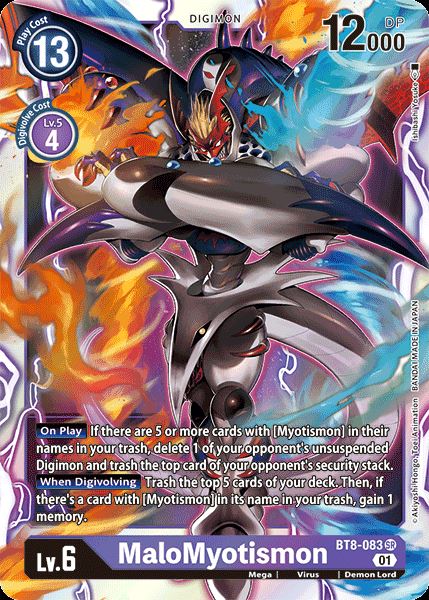 DIGIMON
Play Cost
13
12000
DP
Digivolve Cost
Lv.5
4
Ishibashi Yosuke
On Play If there are 5 or more cards with [Myotismon] in their
names in your trash, delete 1 of your opponent's unsuspended
Digimon and trash the top card of your opponent's security stack.
When Digivolving Trash the top 5 cards of your deck. Then, if
there's a card with [Myotismon] in its name in your trash, gain 1
memory.
©Akiyoshi Hongo, Toei Animation BANDAI MADE IN JAPAN
BT8-083 SR
01
Lv.6
MaloMyotismon
Mega | Virus | Demon Lord